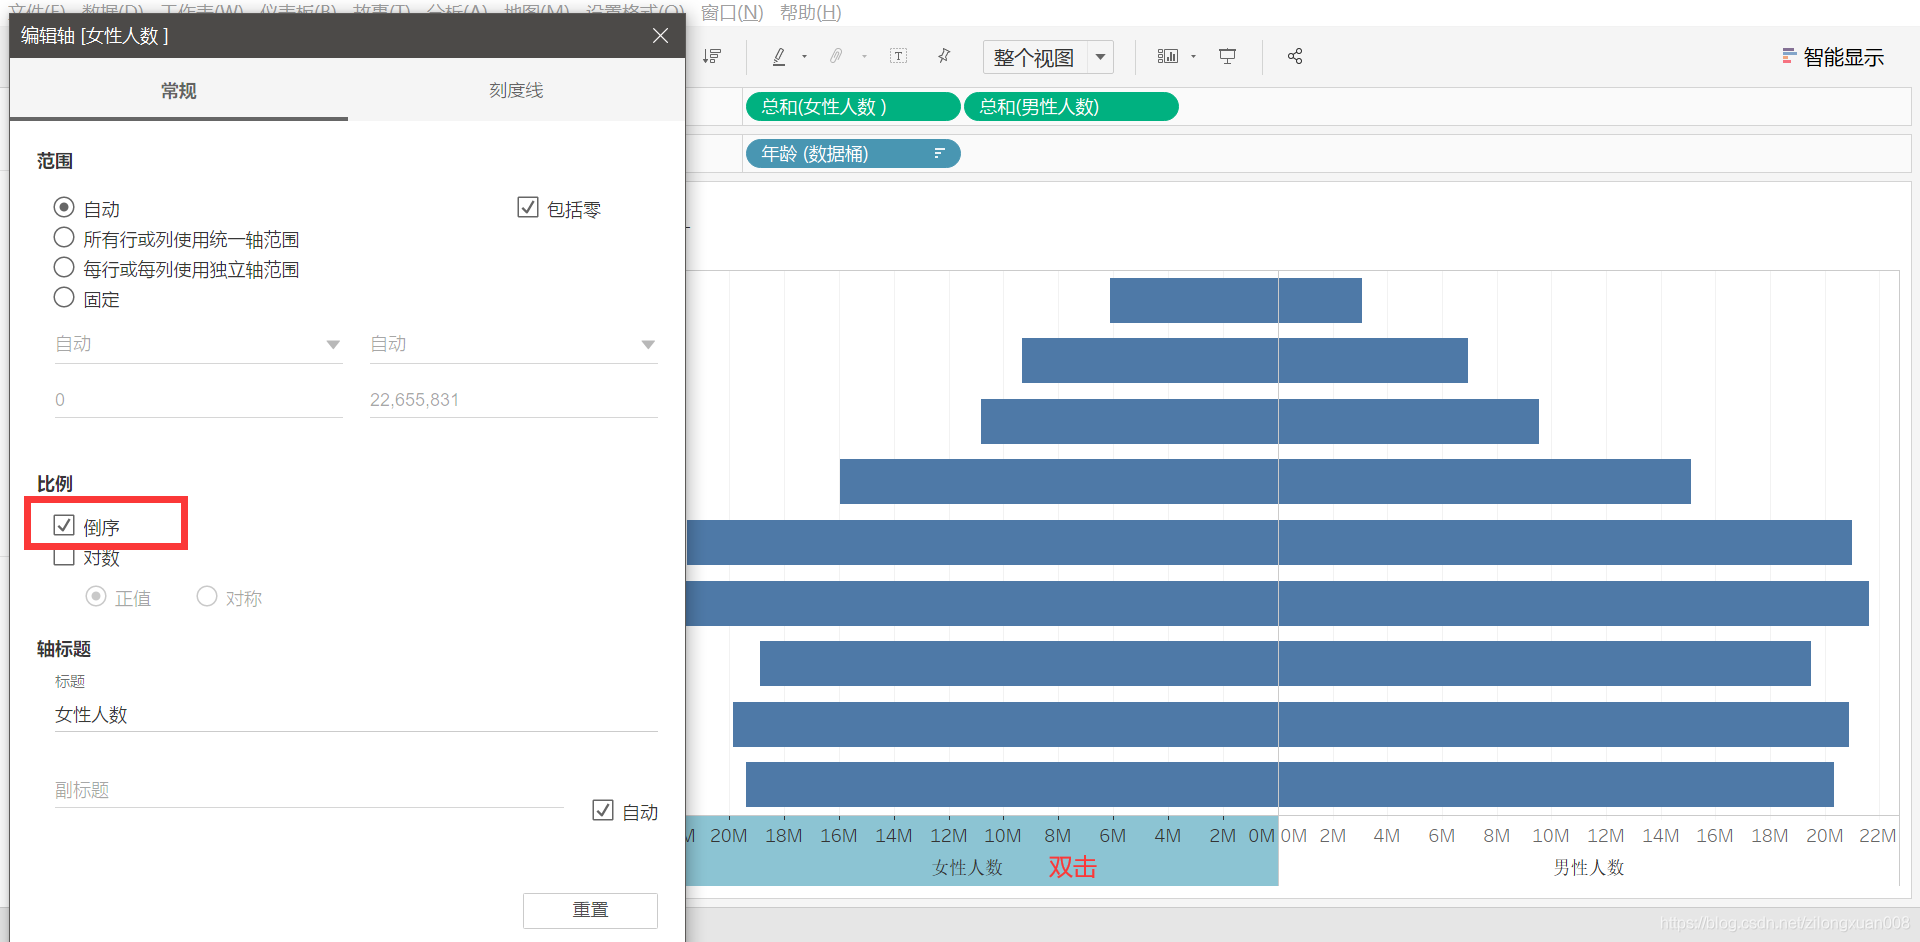 文件(F) 数据(D) 工作表(W) 仪表板(B) 故事(T) 分析(A) 地图(M) 设置格式(O) 窗口(N) 帮助(H)
编辑轴 [女性人数 ]
常规
刻度线
范围
自动
包括零
所有行或列使用统一轴范围
每行或每列使用独立轴范围
固定
自动
自动
0
22,655,831
比例
倒序
对数
正值
对称
轴标题
标题
女性人数
副标题
自动
重置
整个视图
智能显示
总和(女性人数 )
总和(男性人数)
年龄 (数据桶)
20M 18M 16M 14M 12M 10M 8M 6M 4M 2M 0M
0M 2M 4M 6M 8M 10M 12M 14M 16M 18M 20M 22M
女性人数
双击
男性人数
https://blog.csdn.net/zilongxuan008